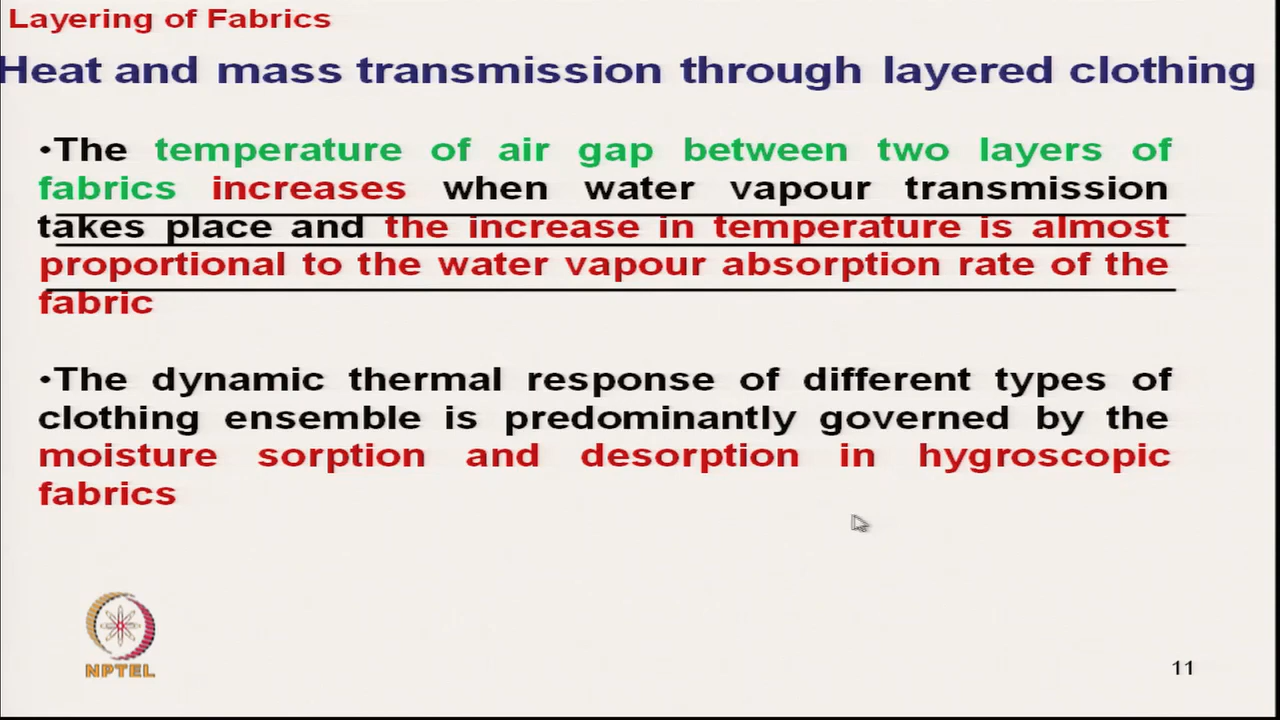 Layering of Fabrics
Heat and mass transmission through layered clothing
•The temperature of air gap between two layers of
fabrics increases when water vapour transmission
takes place and the increase in temperature is almost
proportional to the water vapour absorption rate of the
fabric
•The dynamic thermal response of different types of
clothing ensemble is predominantly governed by the
moisture sorption and desorption in hygroscopic
fabrics
NPTEL
11